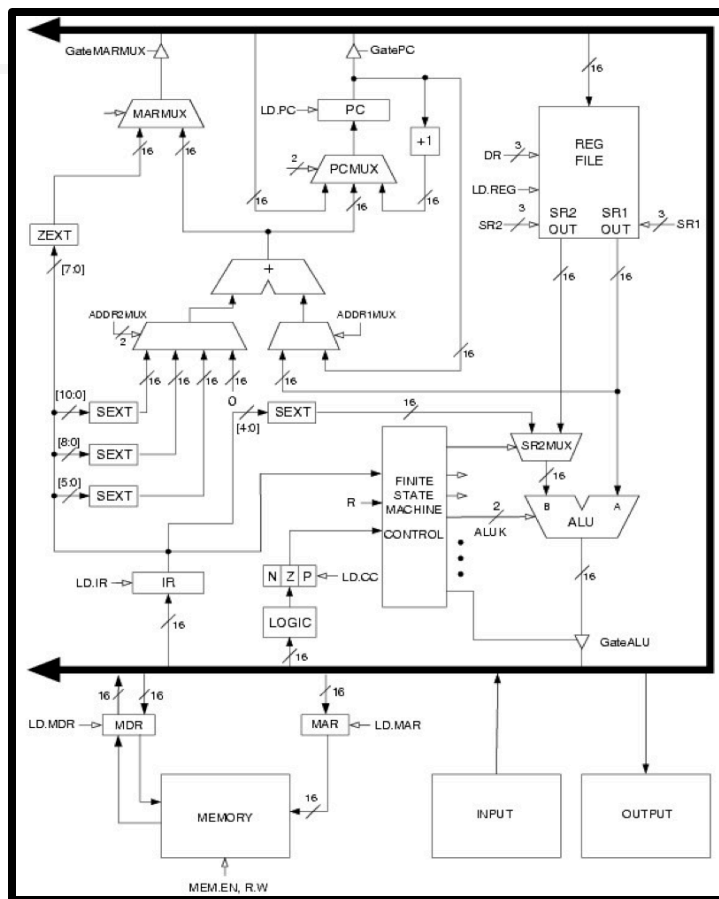 GateMARMUX
GatePC
16
LD.PC
PC
MARMUX
+1
REG
FILE
DR
3
16
16
2
PCMUX
LD.REG
16
16
16
SR2
3
SR2
OUT
SR1
OUT
3
SR1
ZEXT
[7:0]
16
16
+
ADDR2MUX
2
ADDR1MUX
16
16
16
16
16
16
[10:0]
SEXT
0
[4:0]
SEXT
16
[8:0]
SEXT
SR2MUX
16
[5:0]
SEXT
FINITE
STATE
MACHINE
CONTROL
R
2
ALUK
B
A
ALU
LD.IR
IR
N Z P
LD.CC
16
16
LOGIC
16
GateALU
16
16
16
16
LD.MDR
MDR
MAR
LD.MAR
16
MEMORY
INPUT
OUTPUT
MEM.EN, R.W